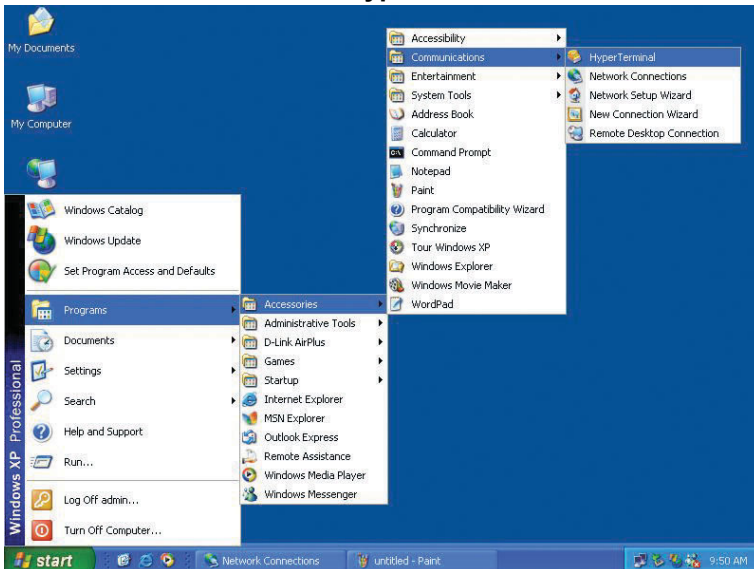 My Documents
My Computer
Windows Catalog
Windows Update
Set Program Access and Defaults
Programs
Documents
Settings
Search
Help and Support
Run...
Log Off admin...
Turn Off Computer...
Windows XP Professional
Accessories
Administrative Tools
D-Link AirPlus
Games
Startup
Internet Explorer
MSN Explorer
Outlook Express
Remote Assistance
Windows Media Player
Windows Messenger
Accessibility
Communications
Entertainment
System Tools
Address Book
Calculator
Command Prompt
Notepad
Paint
Program Compatibility Wizard
Synchronize
Tour Windows XP
Windows Explorer
Windows Movie Maker
WordPad
HyperTerminal
Network Connections
Network Setup Wizard
New Connection Wizard
Remote Desktop Connection
start
Network Connections
untitled - Paint
9:50 AM